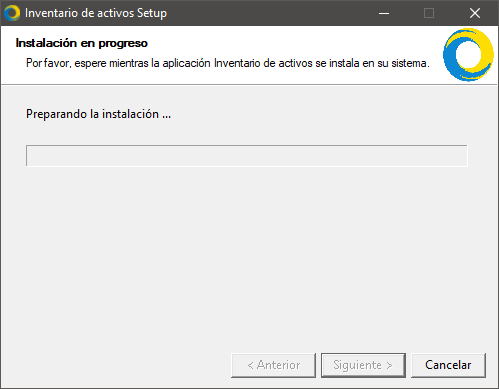 Inventario de activos Setup
Instalación en progreso
Por favor, espere mientras la aplicación Inventario de activos se instala en su sistema.
Preparando la instalación ...
< Anterior
Siguiente >
Cancelar